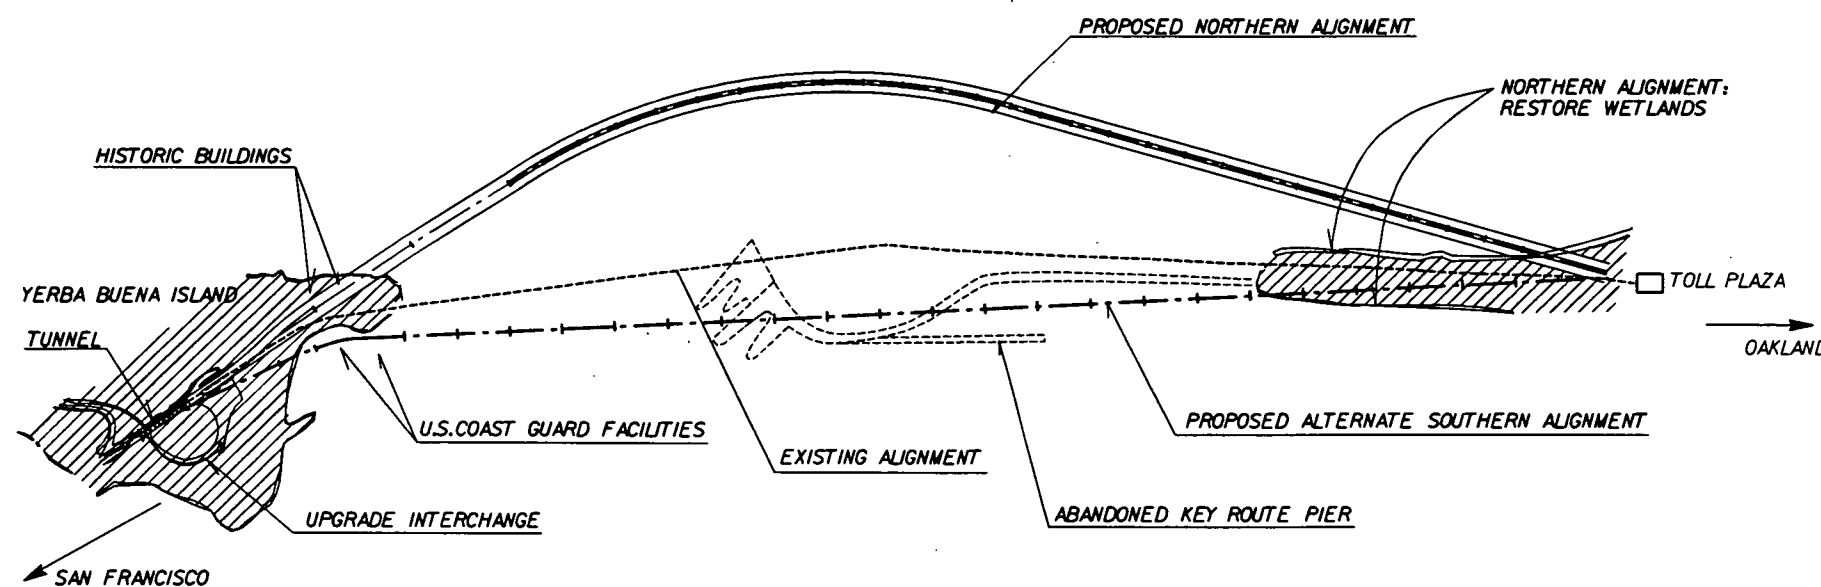 PROPOSED NORTHERN ALIGNMENT
NORTHERN ALIGNMENT:
RESTORE WETLANDS
HISTORIC BUILDINGS
YERBA BUENA ISLAND
TOLL PLAZA
TUNNEL
OAKLAND
U.S.COAST GUARD FACILITIES
PROPOSED ALTERNATE SOUTHERN ALIGNMENT
EXISTING ALIGNMENT
UPGRADE INTERCHANGE
ABANDONED KEY ROUTE PIER
SAN FRANCISCO